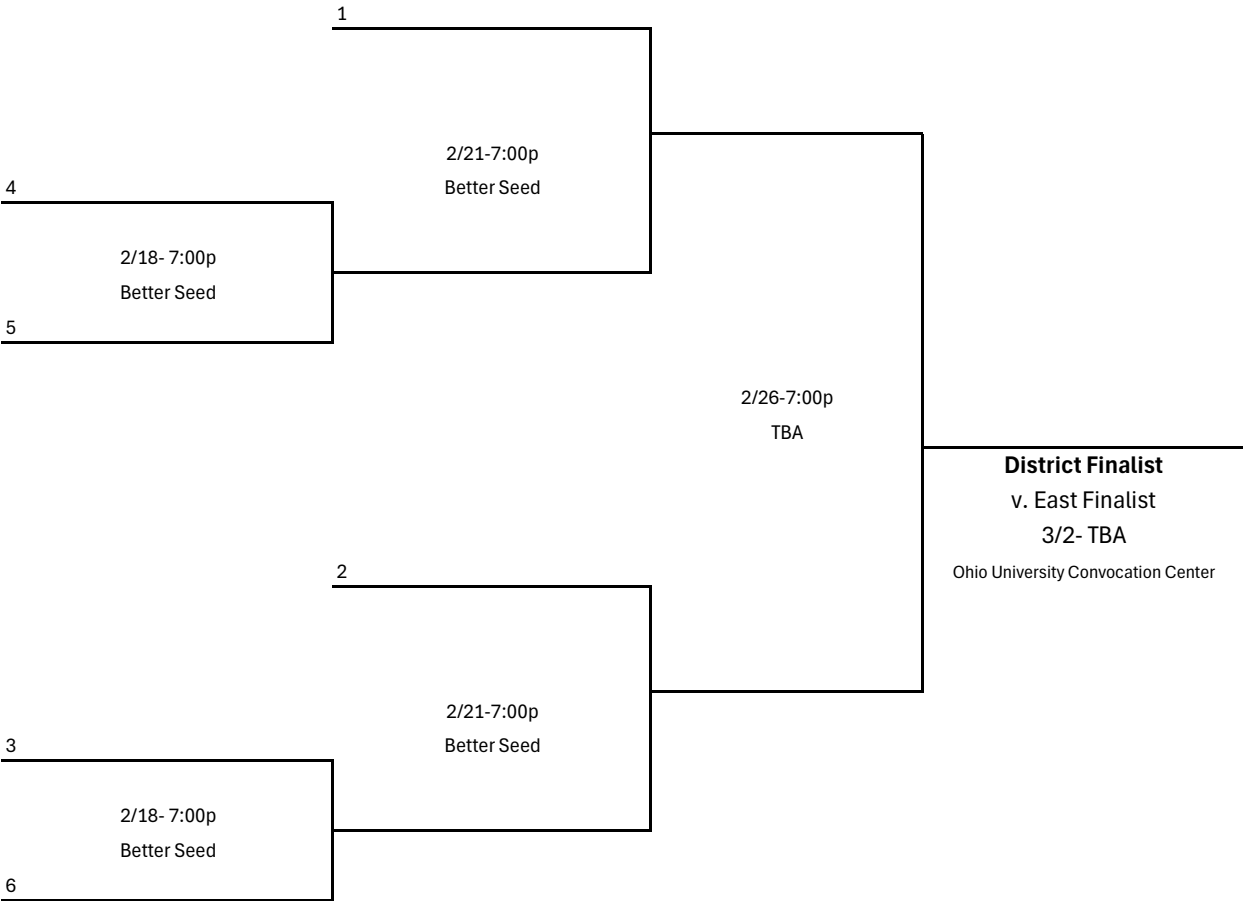 1
2/21-7:00p
Better Seed
4
2/18- 7:00p
Better Seed
5
2/26-7:00p
TBA
District Finalist
v. East Finalist
3/2- TBA
Ohio University Convocation Center
2
2/21-7:00p
Better Seed
3
2/18- 7:00p
Better Seed
6